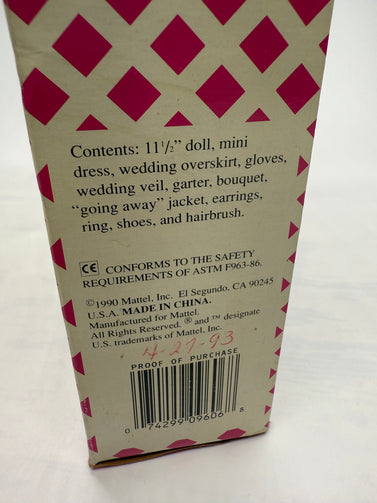 Contents: 11 1/2" doll, mini
dress, wedding overskirt, gloves,
wedding veil, garter, bouquet,
"going away" jacket, earrings,
ring, shoes, and hairbrush.
CE CONFORMS TO THE SAFETY
REQUIREMENTS OF ASTM F963-86.
©1990 Mattel, Inc. El Segundo, CA 90245
U.S.A. MADE IN CHINA.
Manufactured for Mattel.
All Rights Reserved. ® and ™ designate
U.S. trademarks of Mattel, Inc.
4-27-93
PROOF OF PURCHASE
0 74299 09606 8